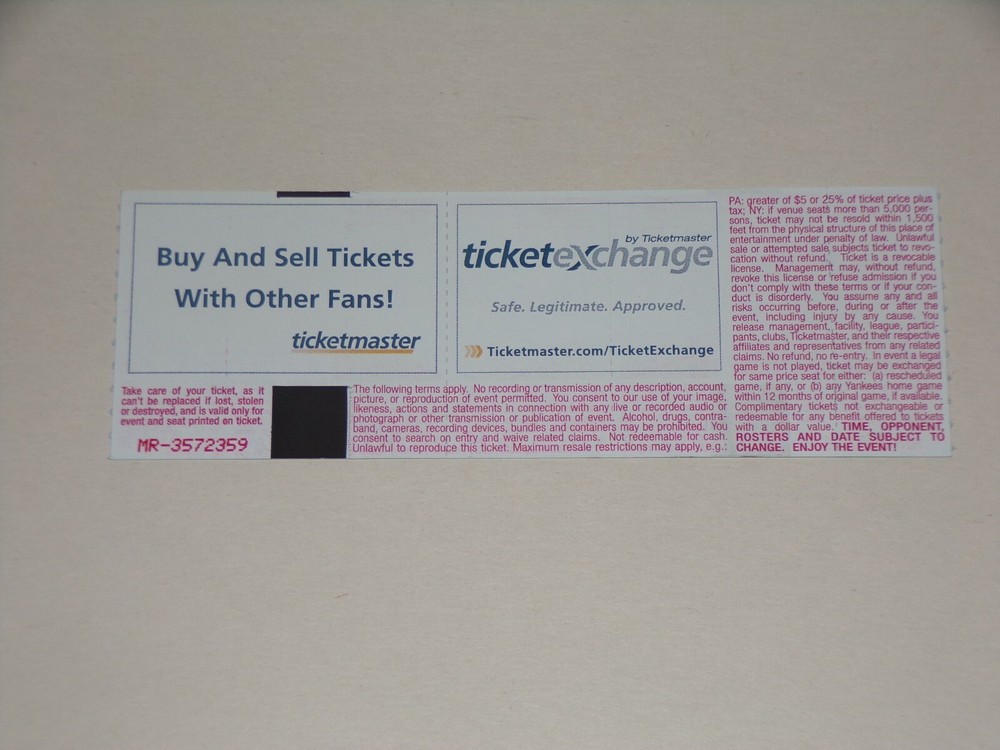 Buy And Sell Tickets
With Other Fans!
ticketmaster
by Ticketmaster
ticketexchange
Safe. Legitimate. Approved.
Ticketmaster.com/TicketExchange
Take care of your ticket, as it
can't be replaced if lost, stolen
or destroyed, and is valid only for
event and seat printed on ticket.
MR-3572359
The following terms apply. No recording or transmission of any description, account,
picture, or reproduction of event permitted. You consent to our use of your image,
likeness, actions and statements in connection with any live or recorded audio or
photograph or other transmission or publication of event. Alcohol, drugs, contra-
band, cameras, recording devices, bundles and containers may be prohibited. You
consent to search on entry and waive related claims. Not redeemable for cash.
Unlawful to reproduce this ticket. Maximum resale restrictions may apply, e.g.:
PA: greater of $5 or 25% of ticket price plus
tax; NY: if venue seats more than 5,000 per-
sons, ticket may not be resold within 1,500
feet from the physical structure of this place of
entertainment under penalty of law. Unlawful
sale or attempted sale subjects ticket to revo-
cation without refund. Ticket is a revocable
license. Management may, without refund,
revoke this license or refuse admission if you
don't comply with these terms or if your con-
duct is disorderly. You assume any and all
risks occurring before, during or after the
event, including injury by any cause. You
release management, facility, league, partici-
pants, clubs, Ticketmaster, and their respective
affiliates and representatives from any related
claims. No refund, no re-entry. In event a legal
game is not played, ticket may be exchanged
for same price seat for either: (a) rescheduled
game, if any, or (b) any Yankees home game
within 12 months of original game, if available.
Complimentary tickets not exchangeable or
redeemable for any benefit offered to tickets
with a dollar value. TIME, OPPONENT,
ROSTERS AND DATE SUBJECT TO
CHANGE. ENJOY THE EVENT!